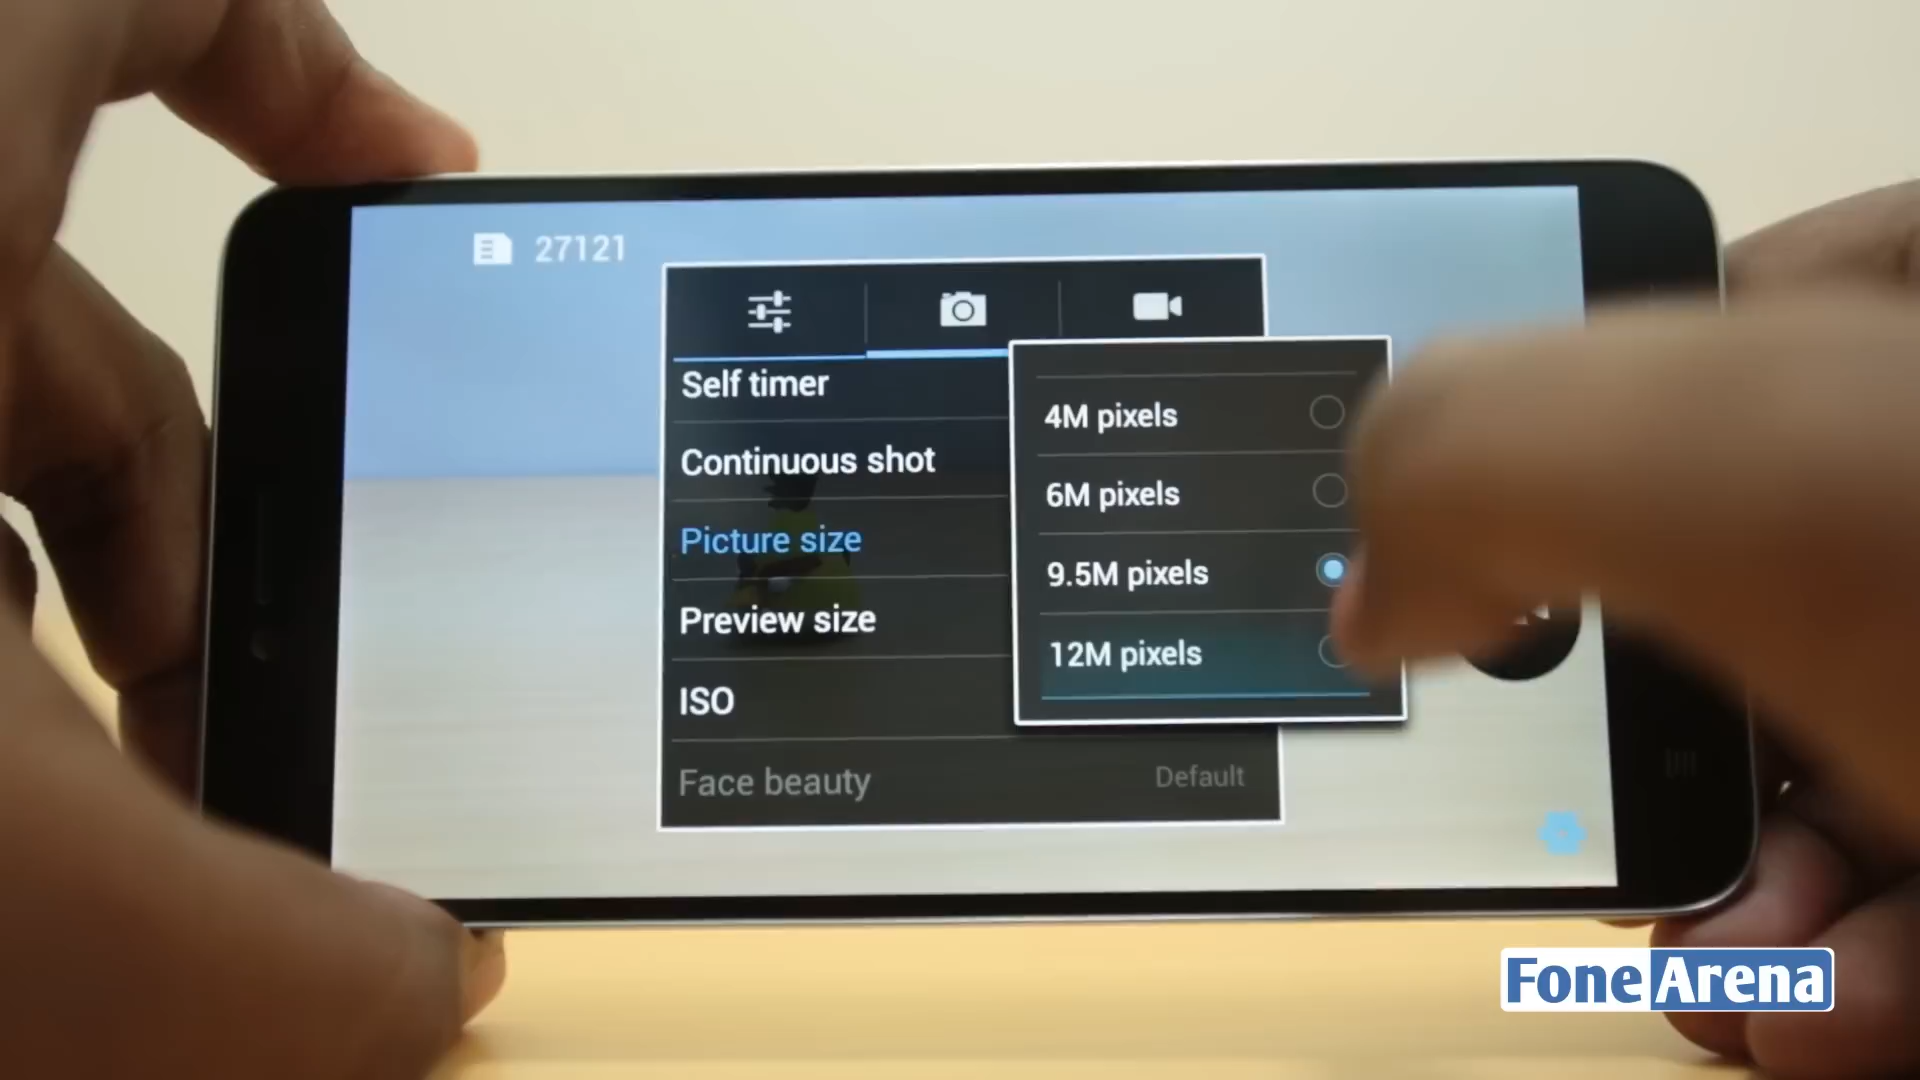 27121
Self timer
Continuous shot
Picture size
Preview size
ISO
Face beauty Default
4M pixels
6M pixels
9.5M pixels
12M pixels
FoneArena